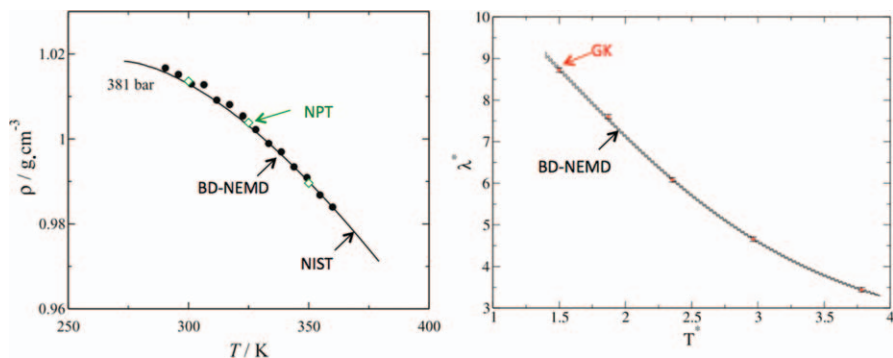 1.02
1
0.98
0.96
ρ / g.cm⁻³
381 bar
NPT
BD-NEMD
NIST
250
300
350
400
T / K
10
9
8
7
6
5
4
3
λ*
GK
BD-NEMD
1
1.5
2
2.5
3
3.5
4
T*